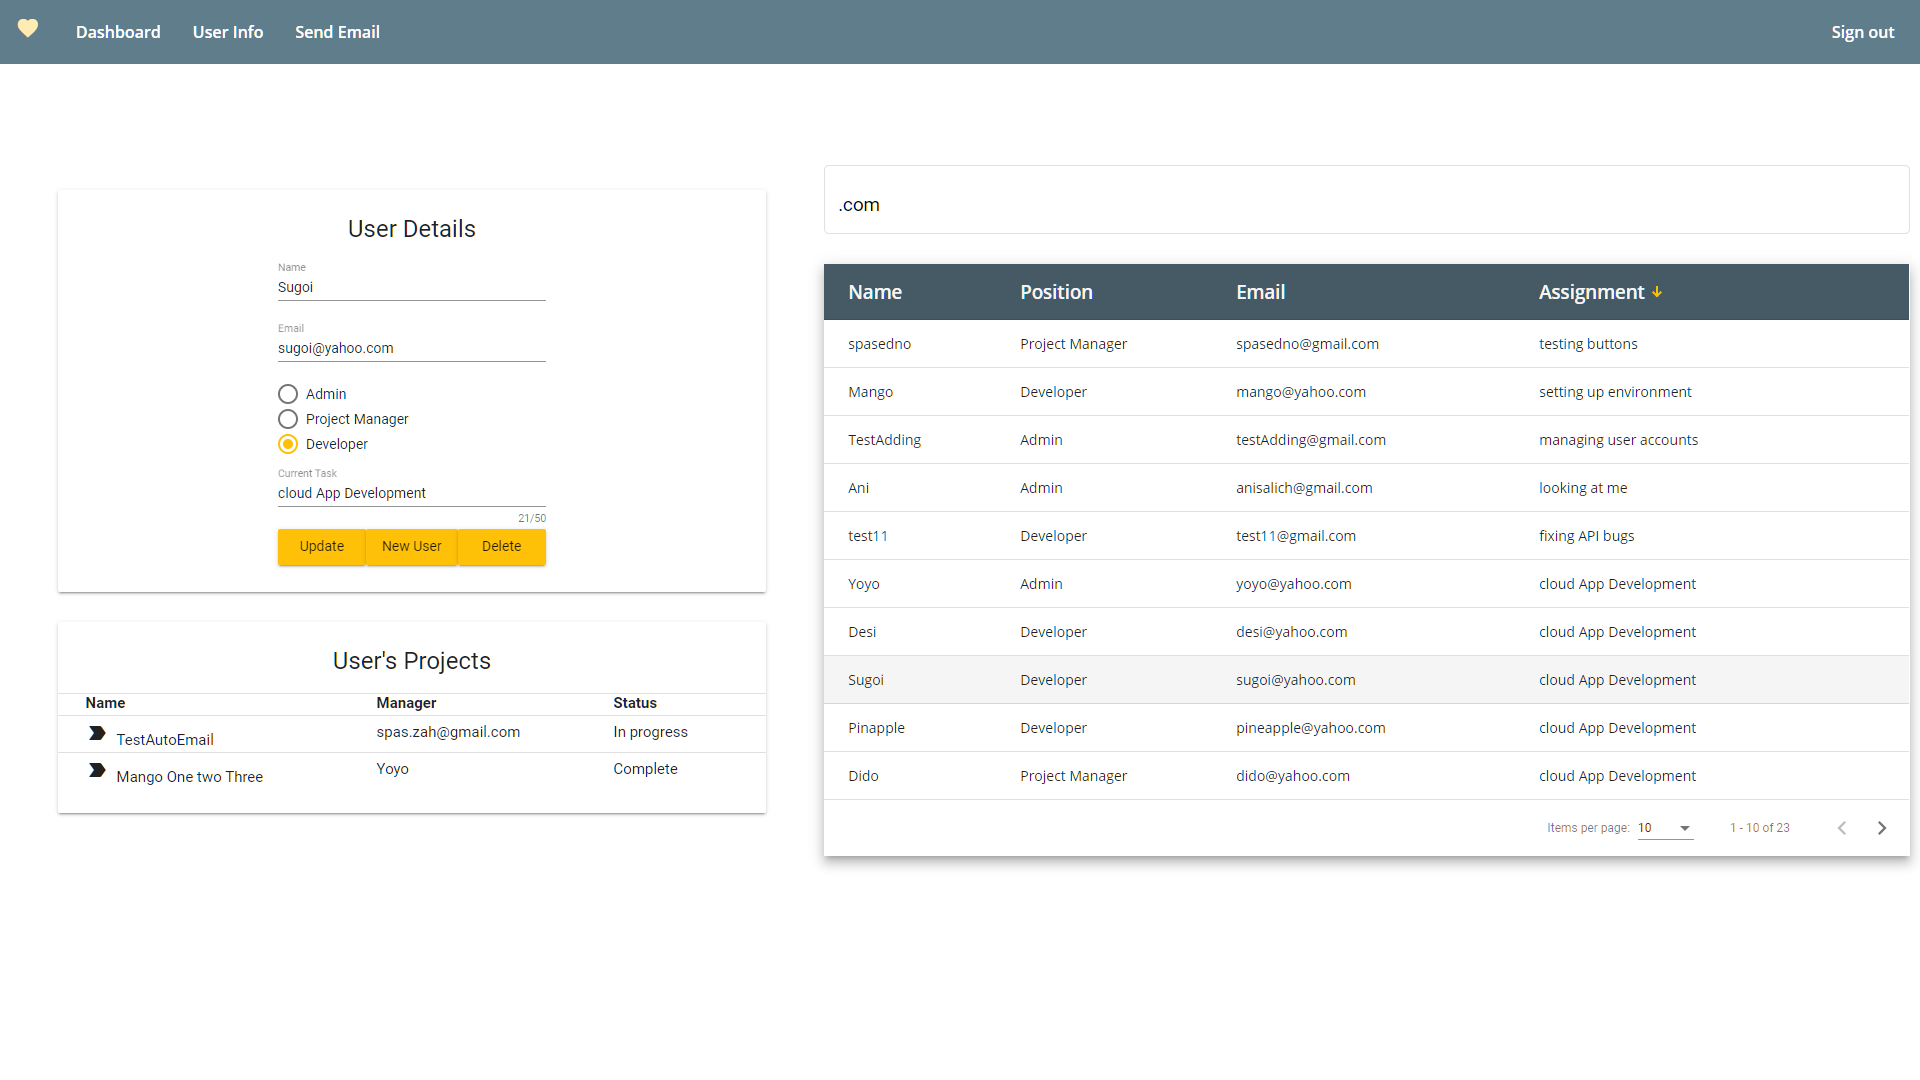 Dashboard User Info Send Email Sign out
User Details
Name
Sugoi
Email
sugoi@yahoo.com
Admin
Project Manager
Developer
Current Task
cloud App Development
21/50
Update New User Delete
User's Projects
Name Manager Status
TestAutoEmail spas.zah@gmail.com In progress
Mango One two Three Yoyo Complete
.com
Name Position Email Assignment
spasedno Project Manager spasedno@gmail.com testing buttons
Mango Developer mango@yahoo.com setting up environment
TestAdding Admin testAdding@gmail.com managing user accounts
Ani Admin anisalich@gmail.com looking at me
test11 Developer test11@gmail.com fixing API bugs
Yoyo Admin yoyo@yahoo.com cloud App Development
Desi Developer desi@yahoo.com cloud App Development
Sugoi Developer sugoi@yahoo.com cloud App Development
Pinapple Developer pineapple@yahoo.com cloud App Development
Dido Project Manager dido@yahoo.com cloud App Development
Items per page: 10 1 - 10 of 23